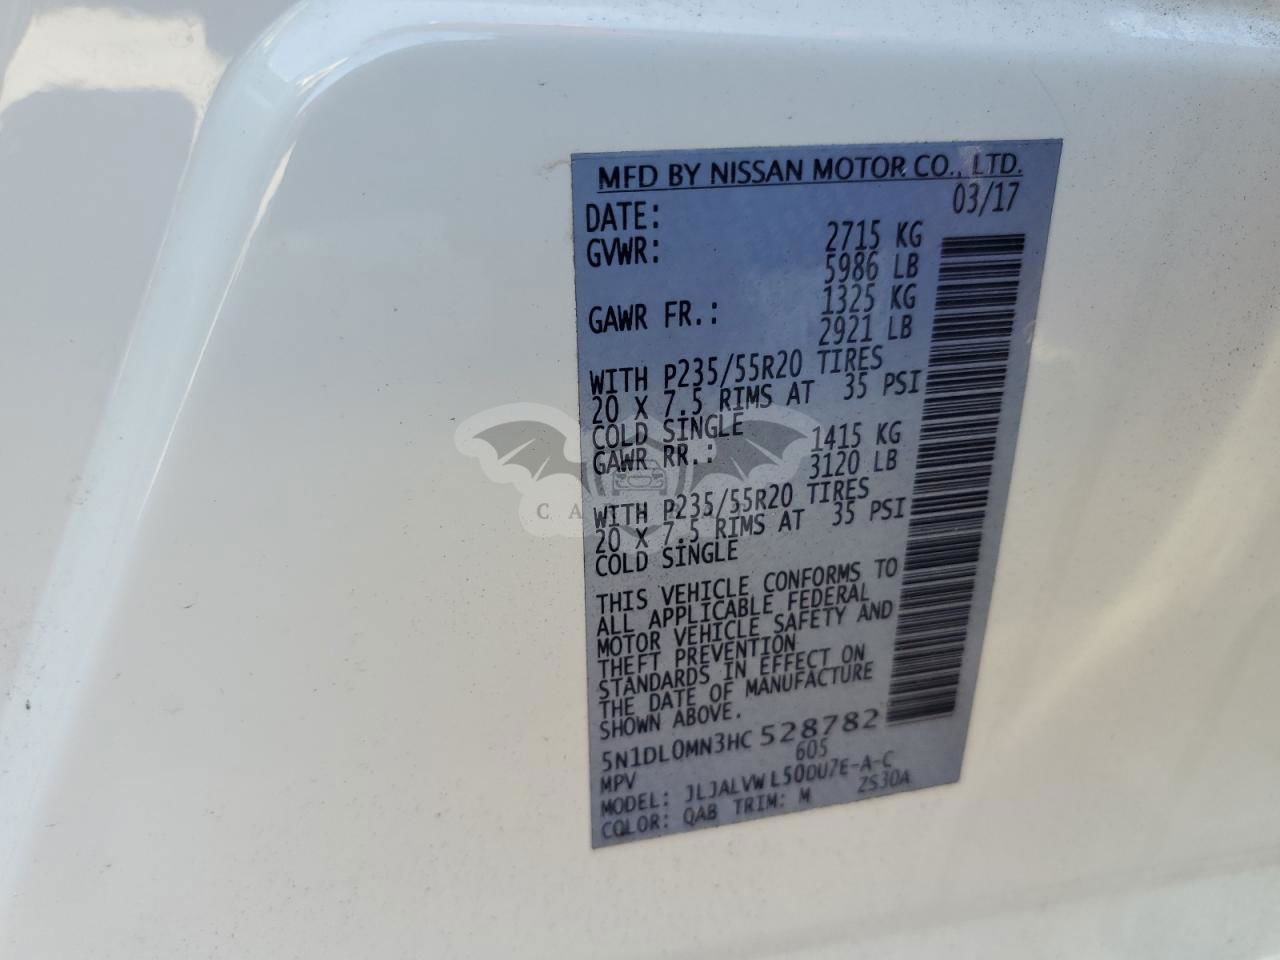 MFD BY NISSAN MOTOR CO., LTD.
DATE: 03/17
GVWR: 2715 KG
5986 LB
GAWR FR.: 1325 KG
2921 LB
WITH P235/55R20 TIRES
20 X 7.5 RIMS AT 35 PSI
COLD SINGLE
GAWR RR.: 1415 KG
3120 LB
WITH P235/55R20 TIRES
20 X 7.5 RIMS AT 35 PSI
COLD SINGLE
THIS VEHICLE CONFORMS TO
ALL APPLICABLE FEDERAL
MOTOR VEHICLE SAFETY AND
THEFT PREVENTION
STANDARDS IN EFFECT ON
THE DATE OF MANUFACTURE
SHOWN ABOVE.
5N1DL0MN3HC528782
MPV 605
MODEL: JLJALVWL50DU7E-A-C
COLOR: QAB TRIM: M ZS30A